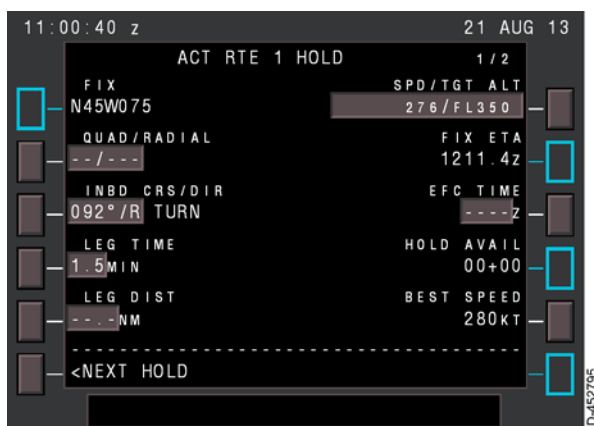 11:00:40 z 21 AUG 13
ACT RTE 1 HOLD 1/2
FIX SPD/TGT ALT
N45W075 276/FL350
QUAD/RADIAL FIX ETA
--/--- 1211.4z
INBD CRS/DIR EFC TIME
092°/R TURN ----z
LEG TIME HOLD AVAIL
1.5MIN 00+00
LEG DIST BEST SPEED
--.-NM 280KT
--------------------------------------
<NEXT HOLD
D-452795